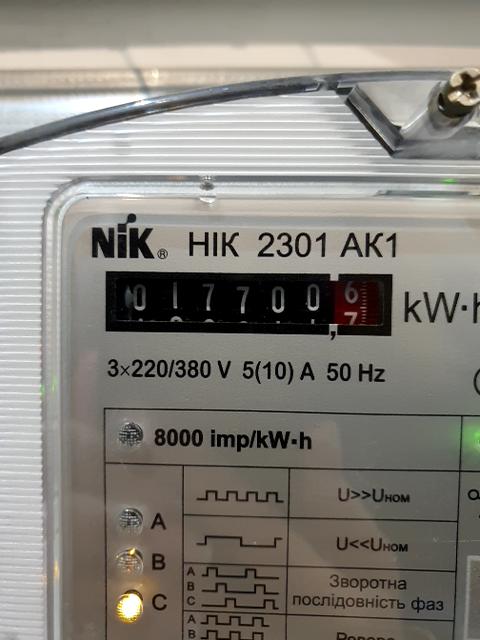 NiK® НІК 2301 АК1
017700 6 kW·h
7
3×220/380 V 5(10) A 50 Hz
8000 imp/kW·h
A
U>>Uном
B
U<<Uном
C
A
B
C
Зворотна
послідовність фаз
A
B